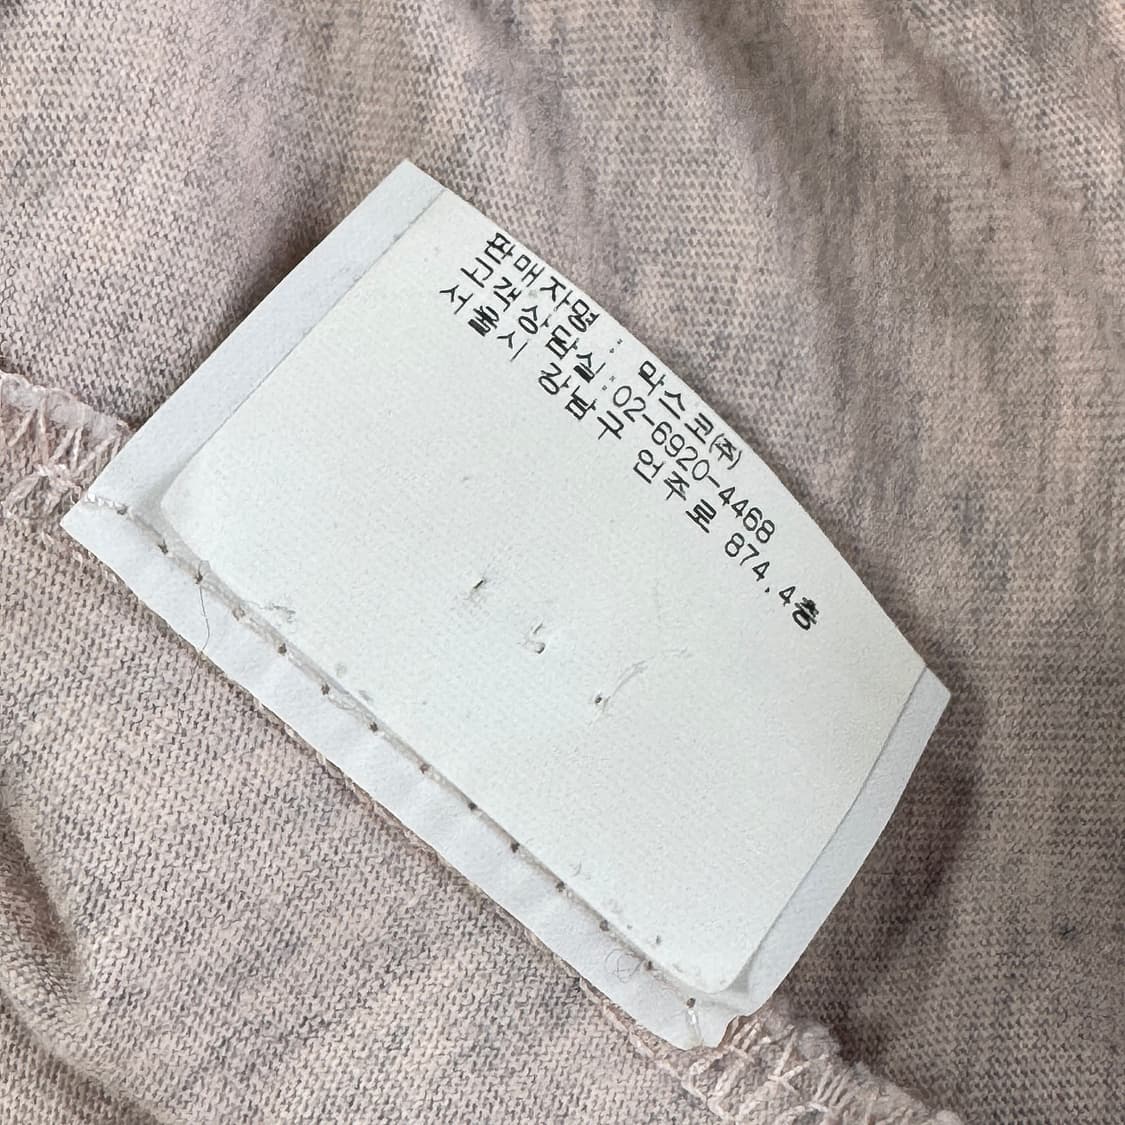 판매자명 : 막스코(주)
고객상담실:02-6920-4468
서울시 강남구 언주로 874,4층